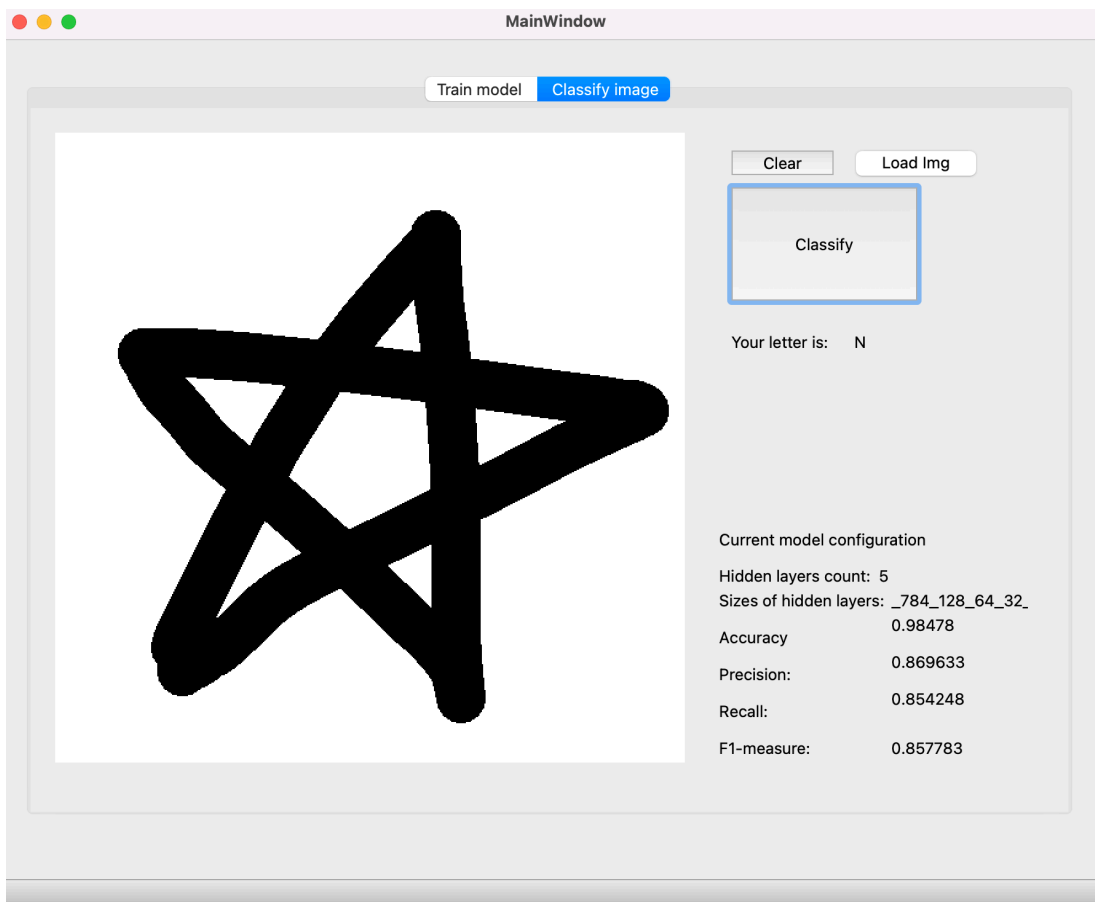 MainWindow
Train model
Classify image
Clear
Load Img
Classify
Your letter is: N
Current model configuration
Hidden layers count: 5
Sizes of hidden layers: _784_128_64_32_
Accuracy 0.98478
Precision: 0.869633
Recall: 0.854248
F1-measure: 0.857783